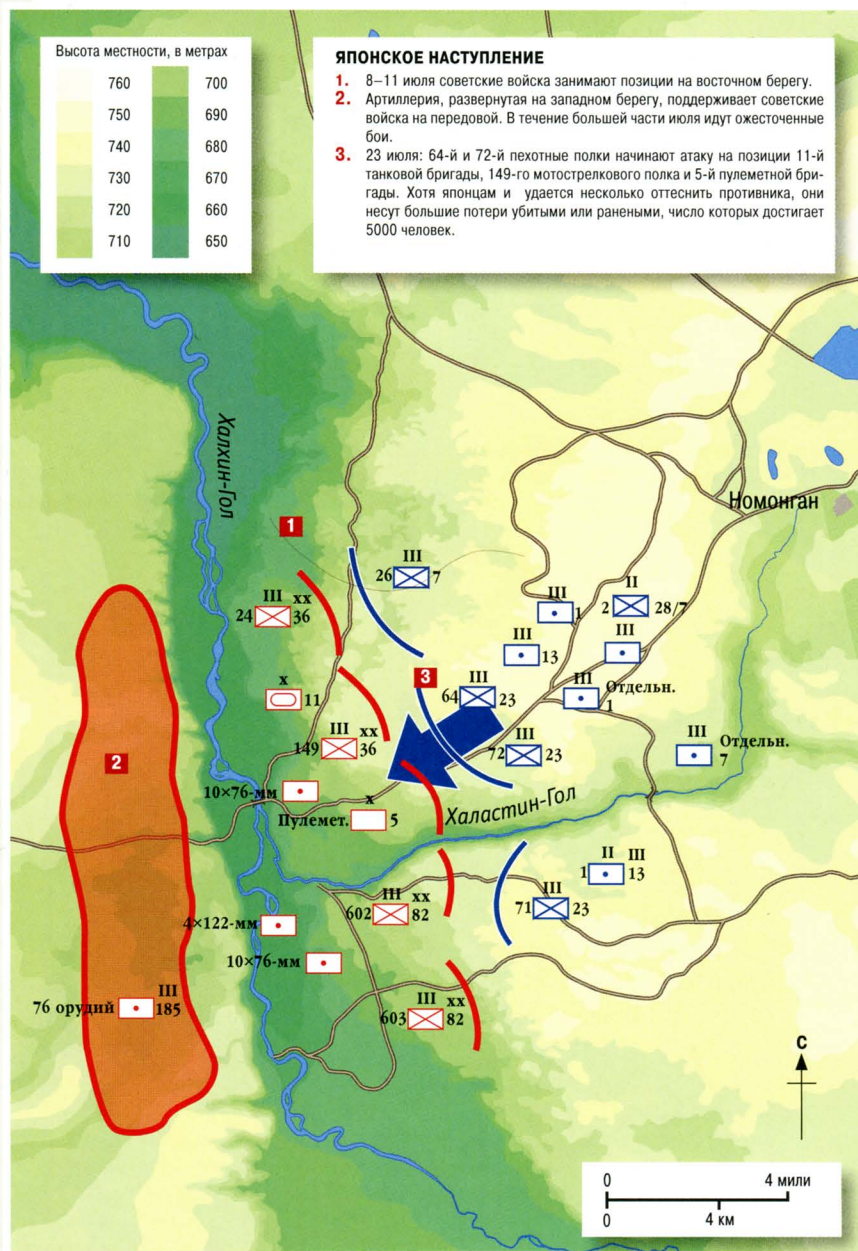 Высота местности, в метрах
760 700
750 690
740 680
730 670
720 660
710 650
ЯПОНСКОЕ НАСТУПЛЕНИЕ
1. 8–11 июля советские войска занимают позиции на восточном берегу.
2. Артиллерия, развернутая на западном берегу, поддерживает советские
войска на передовой. В течение большей части июля идут ожесточенные
бои.
3. 23 июля: 64-й и 72-й пехотные полки начинают атаку на позиции 11-й
танковой бригады, 149-го мотострелкового полка и 5-й пулеметной бри-
гады. Хотя японцам и удается несколько оттеснить противника, они
несут большие потери убитыми или ранеными, число которых достигает
5000 человек.
Халхин-Гол
Номонган
1
III
26 7
III xx
24 36
III
1
II
2 28/7
III
13
III
3
III
64 23
III Отдельн.
1
x
11
III xx
149 36
III
72 23
III Отдельн.
7
2
10×76-мм
x
Пулемет. 5
Халастин-Гол
II III
1 13
III
71 23
III xx
602 82
4×122-мм
10×76-мм
III
76 орудий 185
III xx
603 82
С
0 4 мили
0 4 км